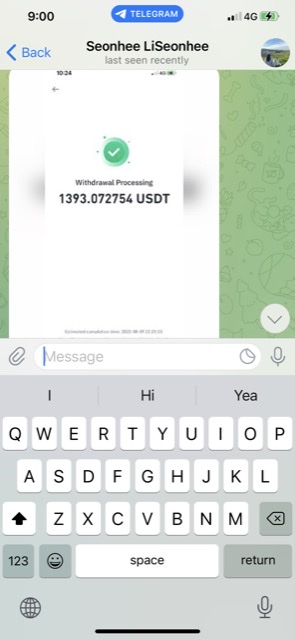 9:00
TELEGRAM
4G
Back
Seonhee LiSeonhee
last seen recently
10:24
4G
Withdrawal Processing
1393.072754 USDT
Message
I
Hi
Yea
Q W E R T Y U I O P
A S D F G H J K L
Z X C V B N M
123
space
return